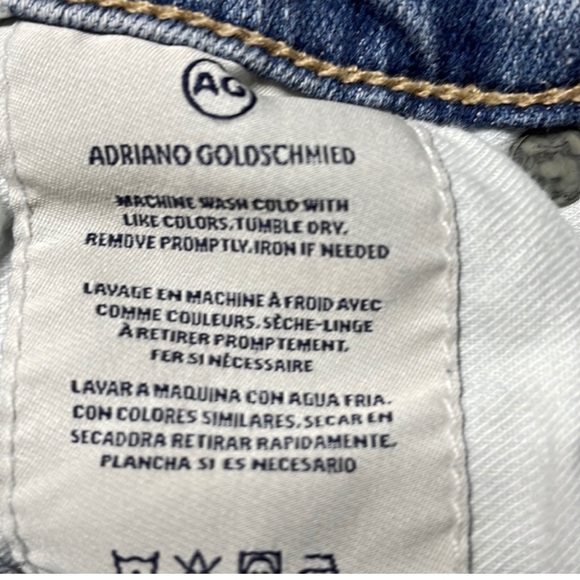 AG
ADRIANO GOLDSCHMIED
MACHINE WASH COLD WITH
LIKE COLORS. TUMBLE DRY.
REMOVE PROMPTLY. IRON IF NEEDED
LAVAGE EN MACHINE À FROID AVEC
COMME COULEURS. SÈCHE-LINGE
À RETIRER PROMPTEMENT.
FER SI NÉCESSAIRE
LAVAR A MAQUINA CON AGUA FRIA.
CON COLORES SIMILARES. SECAR EN
SECADORA RETIRAR RAPIDAMENTE.
PLANCHA SI ES NECESARIO